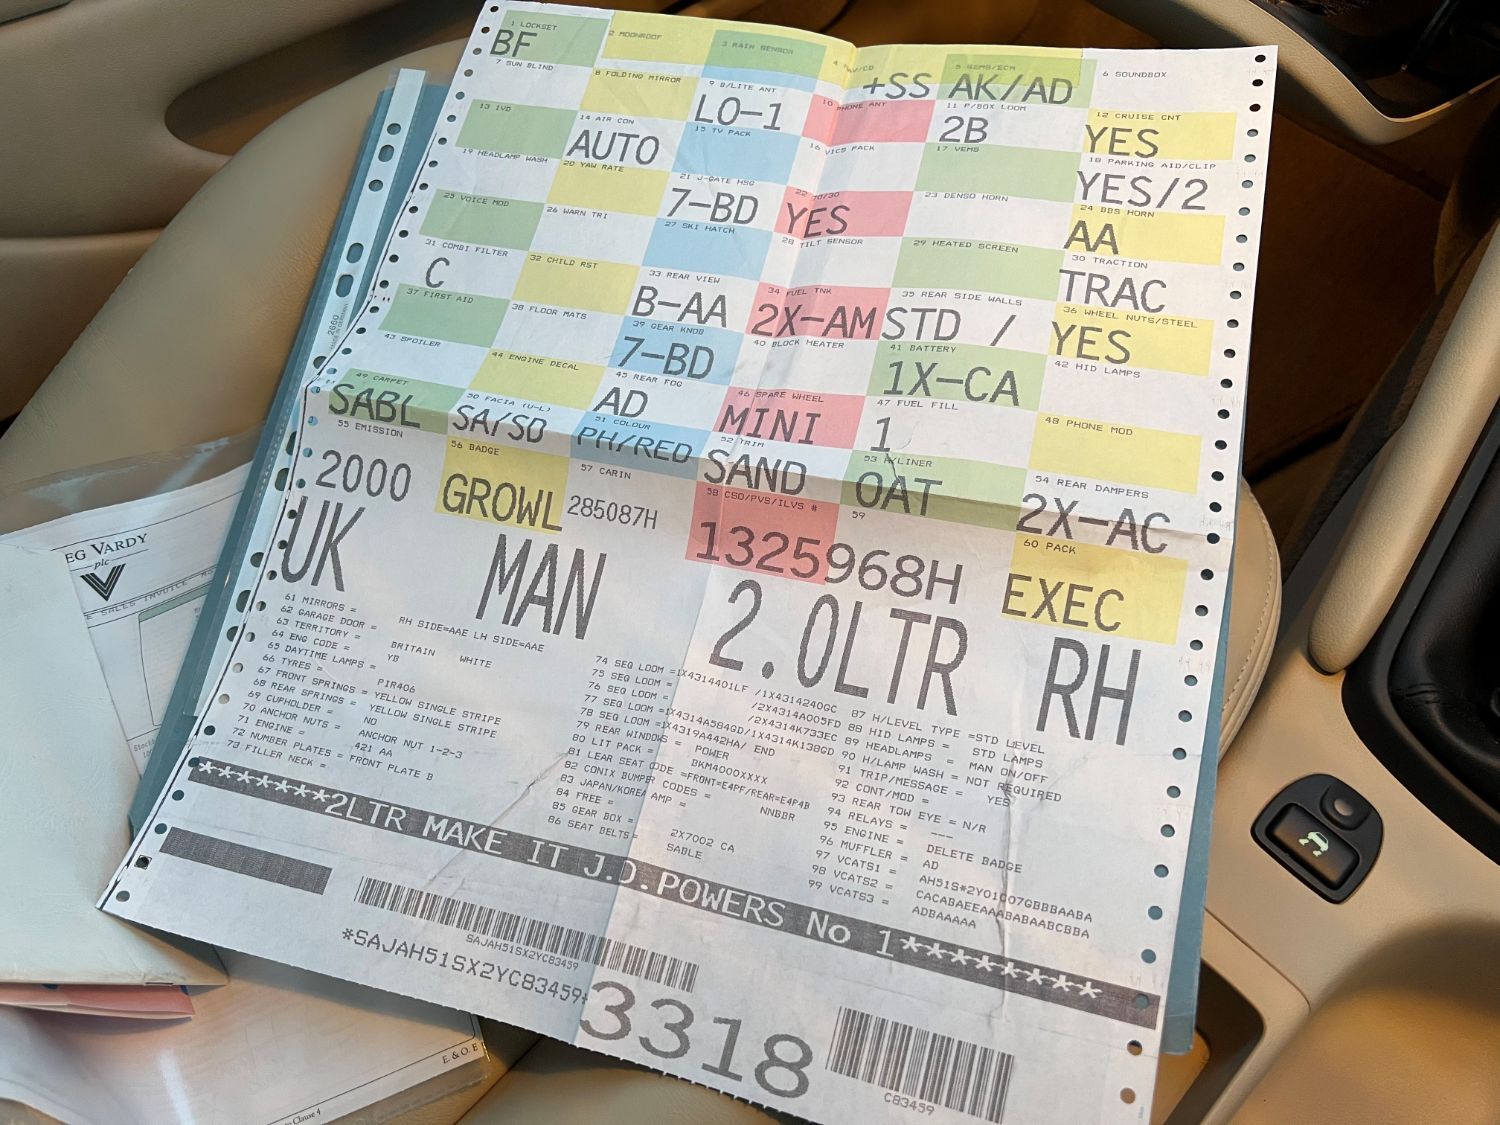 1 LOCKSET
BF
2 MOONROOF
3 RAIN SENSOR
4 NAV/CD
+SS
5 GEMS/ECM
AK/AD
6 SOUNDBOX
7 SUN BLIND
8 FOLDING MIRROR
9 B/LITE ANT
LO-1
10 PHONE ANT
11 P/BOX LOOM
2B
12 CRUISE CNT
YES
13 IVD
14 AIR CON
AUTO
15 TV PACK
16 VICS PACK
17 VEMS
18 PARKING AID/CLIP
YES/2
19 HEADLAMP WASH
20 YAW RATE
21 J-GATE HSG
7-BD
22 70/30
YES
23 DENSO HORN
24 BBS HORN
AA
25 VOICE MOD
26 WARN TRI
27 SKI HATCH
28 TILT SENSOR
29 HEATED SCREEN
30 TRACTION
TRAC
31 COMBI FILTER
C
32 CHILD RST
33 REAR VIEW
B-AA
34 FUEL TNK
2X-AM
35 REAR SIDE WALLS
STD /
36 WHEEL NUTS/STEEL
YES
37 FIRST AID
38 FLOOR MATS
39 GEAR KNOB
7-BD
40 BLOCK HEATER
41 BATTERY
1X-CA
42 HID LAMPS
43 SPOILER
44 ENGINE DECAL
45 REAR FOG
AD
46 SPARE WHEEL
MINI
47 FUEL FILL
1
48 PHONE MOD
49 CARPET
SABL
50 FACIA (U-L)
SA/SD
51 COLOUR
PH/RED
52 TRIM
SAND
53 H/LINER
OAT
54 REAR DAMPERS
2X-AC
55 EMISSION
2000
56 BADGE
GROWL
57 CARIN
285087H
58 CSD/PVS/ILVS #
1325968H
59
60 PACK
EXEC
UK MAN 2.0LTR RH
61 MIRRORS = RH SIDE=AAE LH SIDE=AAE
62 GARAGE DOOR =
63 TERRITORY = BRITAIN WHITE
64 ENG CODE = YB
65 DAYTIME LAMPS =
66 TYRES = PIR406
67 FRONT SPRINGS = YELLOW SINGLE STRIPE
68 REAR SPRINGS = YELLOW SINGLE STRIPE
69 CUPHOLDER = NO
70 ANCHOR NUTS = ANCHOR NUT 1-2-3
71 ENGINE = 421 AA
72 NUMBER PLATES = FRONT PLATE B
73 FILLER NECK =
74 SEQ LOOM =1X4314401LF /1X4314240GC
75 SEQ LOOM = /2X4314A005FD
76 SEQ LOOM = /2X4314K733EC
77 SEQ LOOM =1X4314A584GD/1X4314K138GD
78 SEQ LOOM =1X4319A442HA/ END
79 REAR WINDOWS = POWER
80 LIT PACK = BKM4000XXXX
81 LEAR SEAT CODE =FRONT=E4PF/REAR=E4P4B
82 CONIX BUMPER CODES = NNBBR
83 JAPAN/KOREA AMP =
84 FREE =
85 GEAR BOX = 2X7002 CA
86 SEAT BELTS= SABLE
87 H/LEVEL TYPE =STD LEVEL
88 HID LAMPS = STD LAMPS
89 HEADLAMPS = MAN ON/OFF
90 H/LAMP WASH = NOT REQUIRED
91 TRIP/MESSAGE = YES
92 CONT/MOD =
93 REAR TOW EYE = N/R
94 RELAYS = ---
95 ENGINE = DELETE BADGE
96 MUFFLER = AD
97 VCATS1 = AH51S#2Y01007GBBBAABA
98 VCATS2 = CACABAEEAAABABAABCBBA
99 VCATS3 = ADBAAAAA
*******2LTR MAKE IT J.D.POWERS No 1********
SAJAH51SX2YC83459
*SAJAH51SX2YC83459*
3318
C83459
EG VARDY
plc
SALES INVOICE
E. & O. E
Clause 4
2660